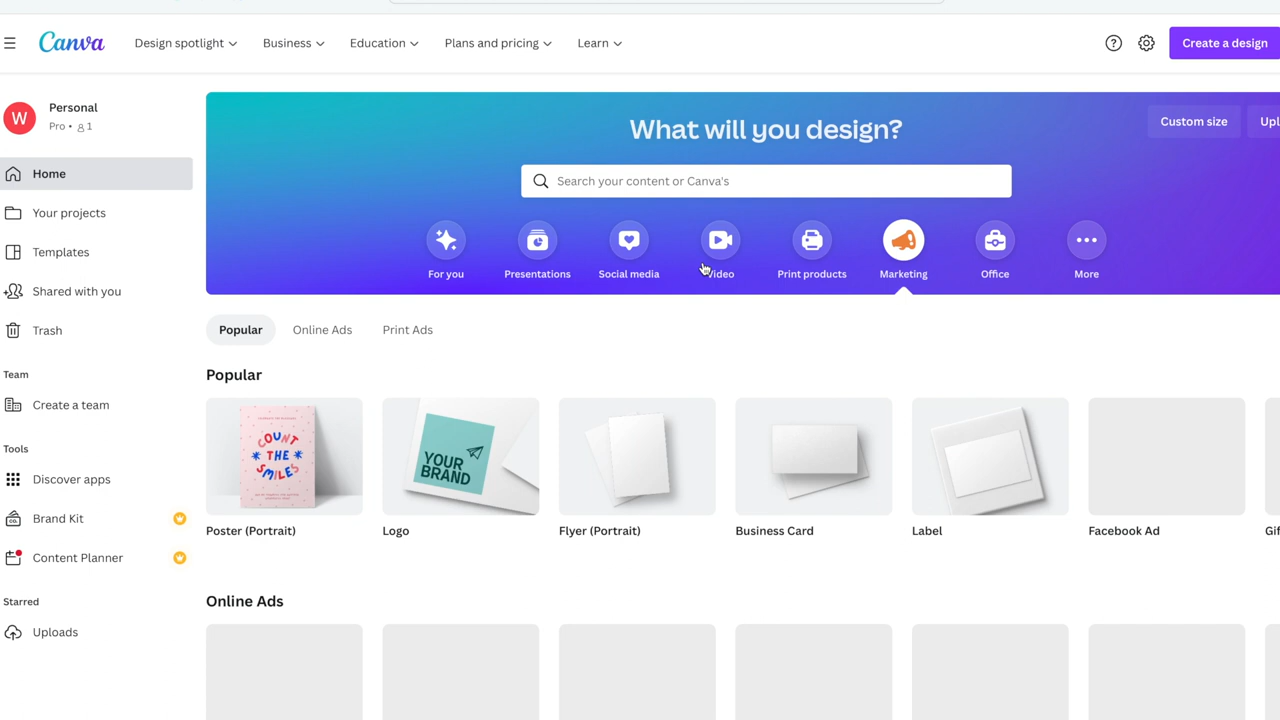 Canva
Design spotlight
Business
Education
Plans and pricing
Learn
Create a design
W
Personal
Pro • 1
Home
Your projects
Templates
Shared with you
Trash
Team
Create a team
Tools
Discover apps
Brand Kit
Content Planner
Starred
Uploads
What will you design?
Custom size
Upl
Search your content or Canva's
For you
Presentations
Social media
Video
Print products
Marketing
Office
More
Popular
Online Ads
Print Ads
Popular
COUNT
THE
SMILES
YOUR
BRAND
Poster (Portrait)
Logo
Flyer (Portrait)
Business Card
Label
Facebook Ad
Gif
Online Ads